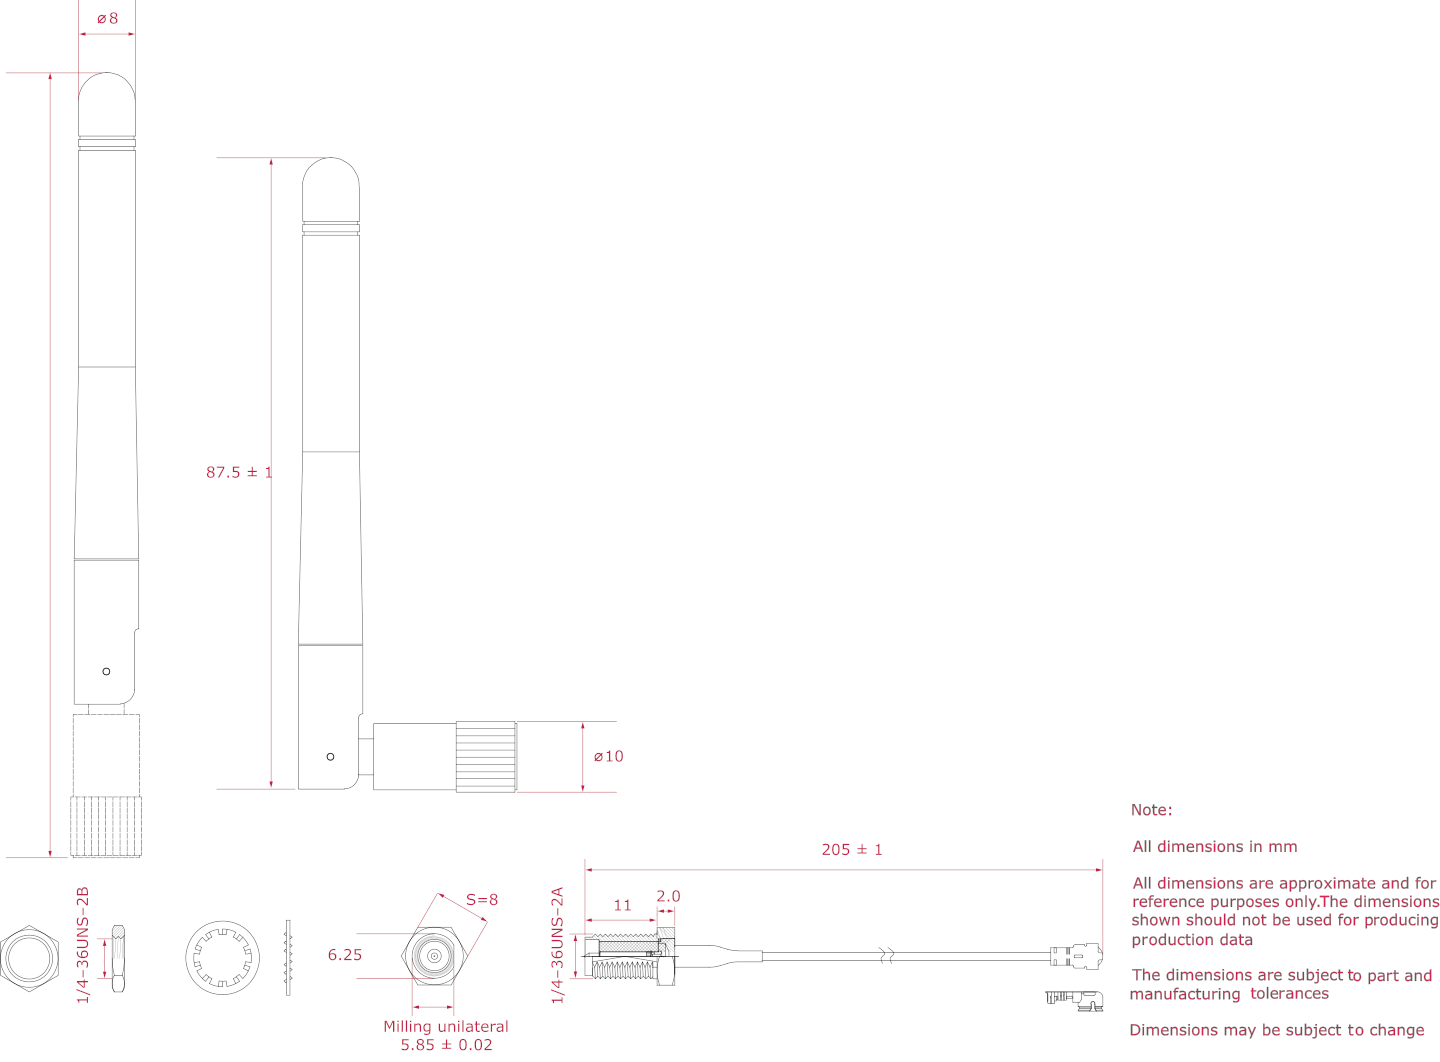 ⌀8
87.5 ± 1
⌀10
205 ± 1
11
2.0
S=8
6.25
1/4-36UNS-2B
1/4-36UNS-2A
Milling unilateral
5.85 ± 0.02
Note:
All dimensions in mm
All dimensions are approximate and for
reference purposes only.The dimensions
shown should not be used for producing
production data
The dimensions are subject to part and
manufacturing tolerances
Dimensions may be subject to change